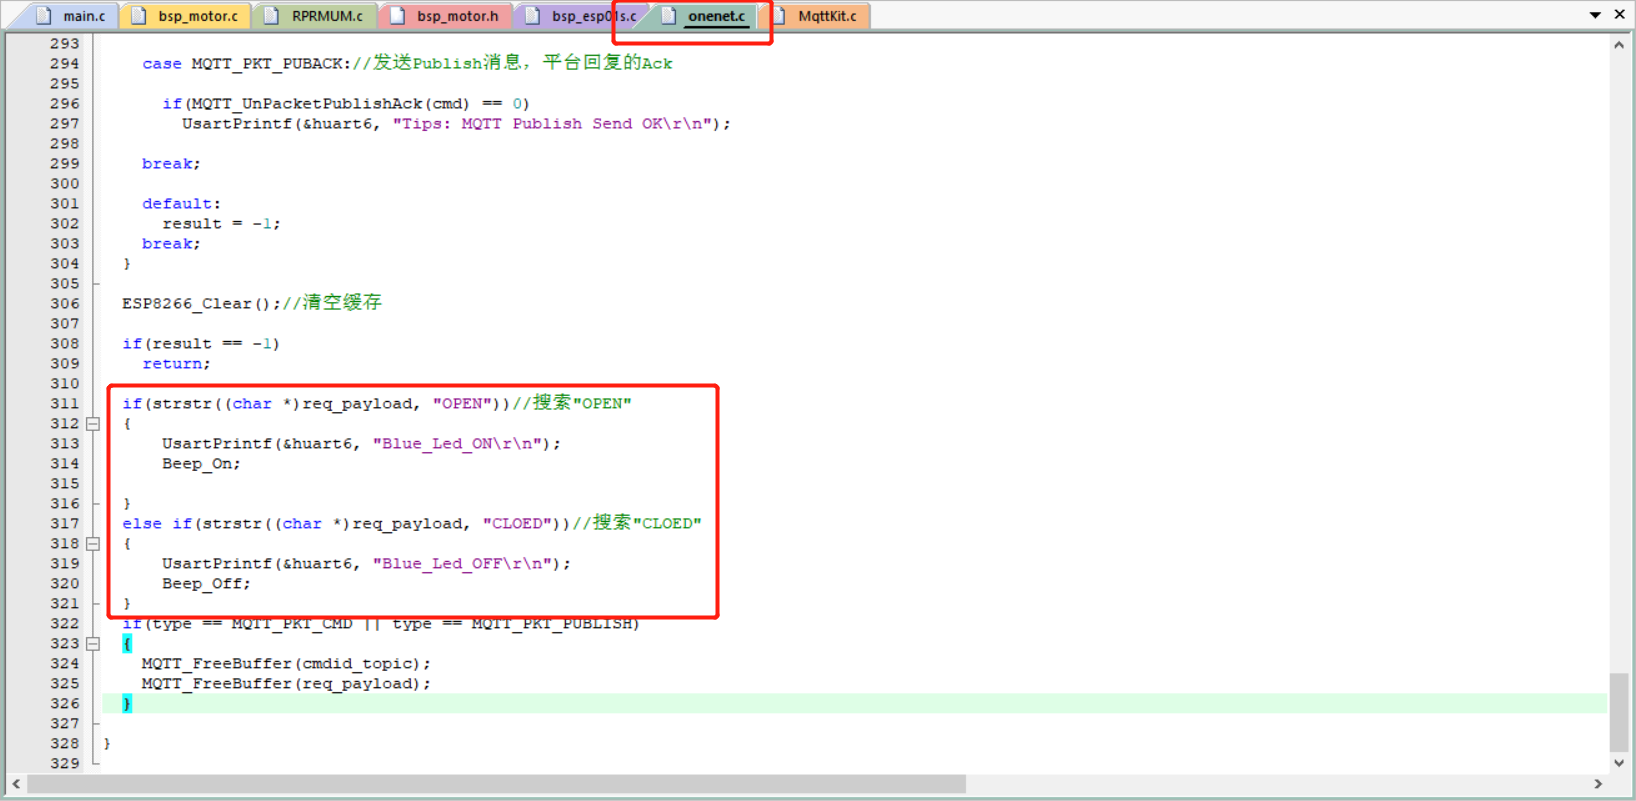 main.c bsp_motor.c RPRMUM.c bsp_motor.h bsp_esp01s.c onenet.c MqttKit.c
293
294 case MQTT_PKT_PUBACK://发送Publish消息，平台回复的Ack
295
296 if(MQTT_UnPacketPublishAck(cmd) == 0)
297 UsartPrintf(&huart6, "Tips: MQTT Publish Send OK\r\n");
298
299 break;
300
301 default:
302 result = -1;
303 break;
304 }
305
306 ESP8266_Clear();//清空缓存
307
308 if(result == -1)
309 return;
310
311 if(strstr((char *)req_payload, "OPEN"))//搜索"OPEN"
312 {
313 UsartPrintf(&huart6, "Blue_Led_ON\r\n");
314 Beep_On;
315
316 }
317 else if(strstr((char *)req_payload, "CLOED"))//搜索"CLOED"
318 {
319 UsartPrintf(&huart6, "Blue_Led_OFF\r\n");
320 Beep_Off;
321 }
322 if(type == MQTT_PKT_CMD || type == MQTT_PKT_PUBLISH)
323 {
324 MQTT_FreeBuffer(cmdid_topic);
325 MQTT_FreeBuffer(req_payload);
326 }
327
328 }
329